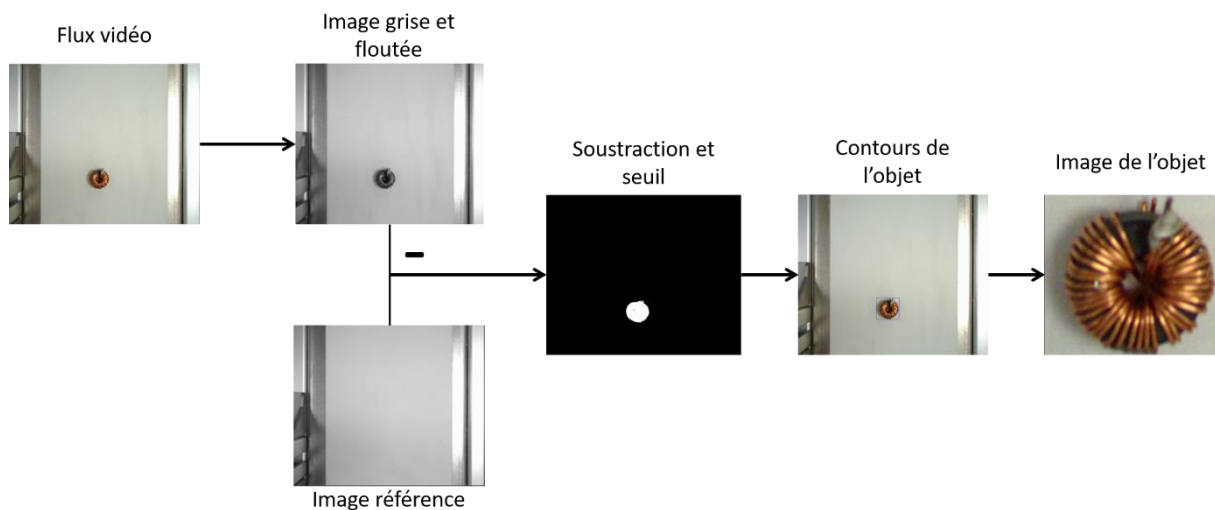 Flux vidéo
Image grise et
floutée
Soustraction et
seuil
Contours de
l'objet
Image de l'objet
Image référence